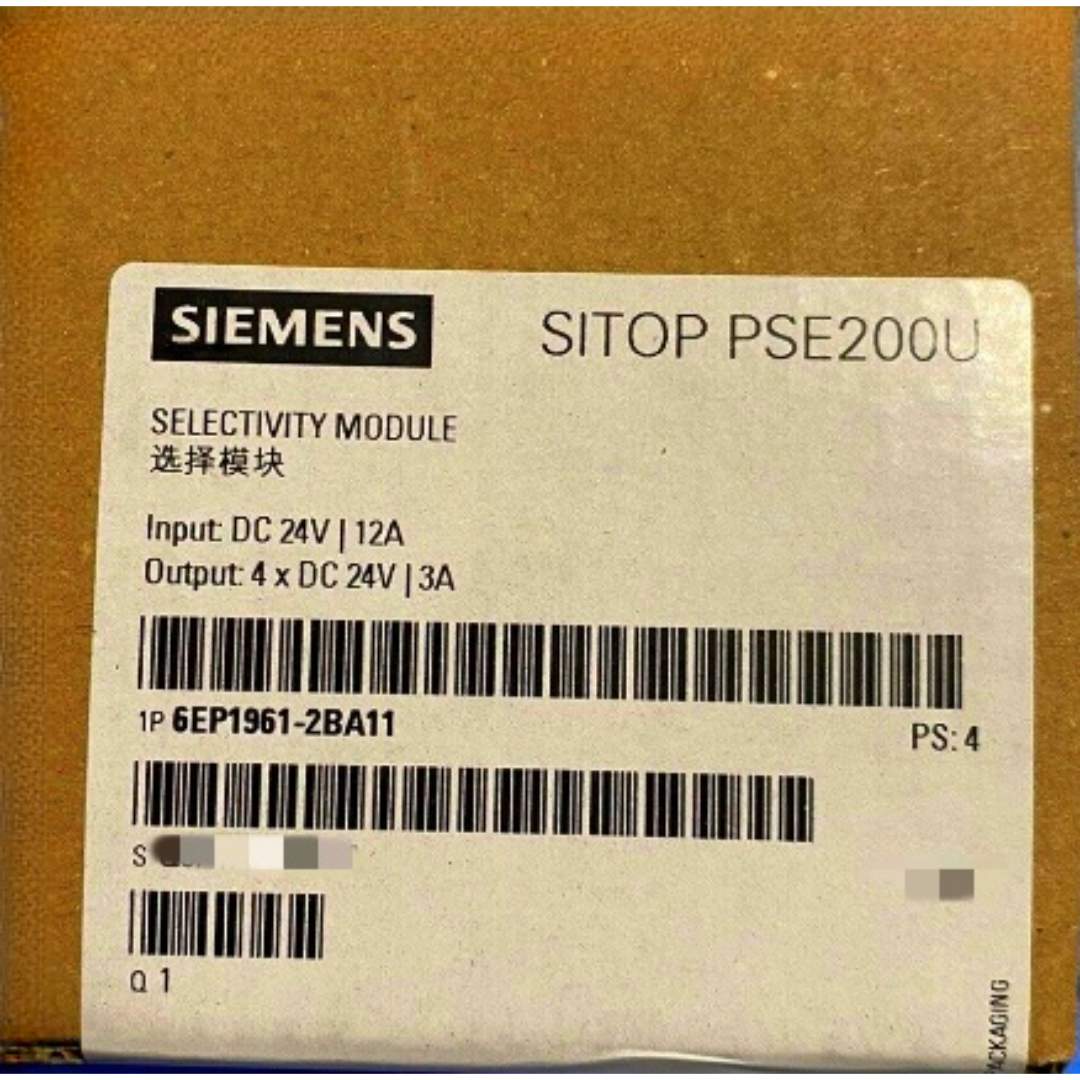 SIEMENS
SITOP PSE200U
SELECTIVITY MODULE
选择模块
Input: DC 24V | 12A
Output: 4 x DC 24V | 3A
1P 6EP1961-2BA11
PS: 4
S
Q 1